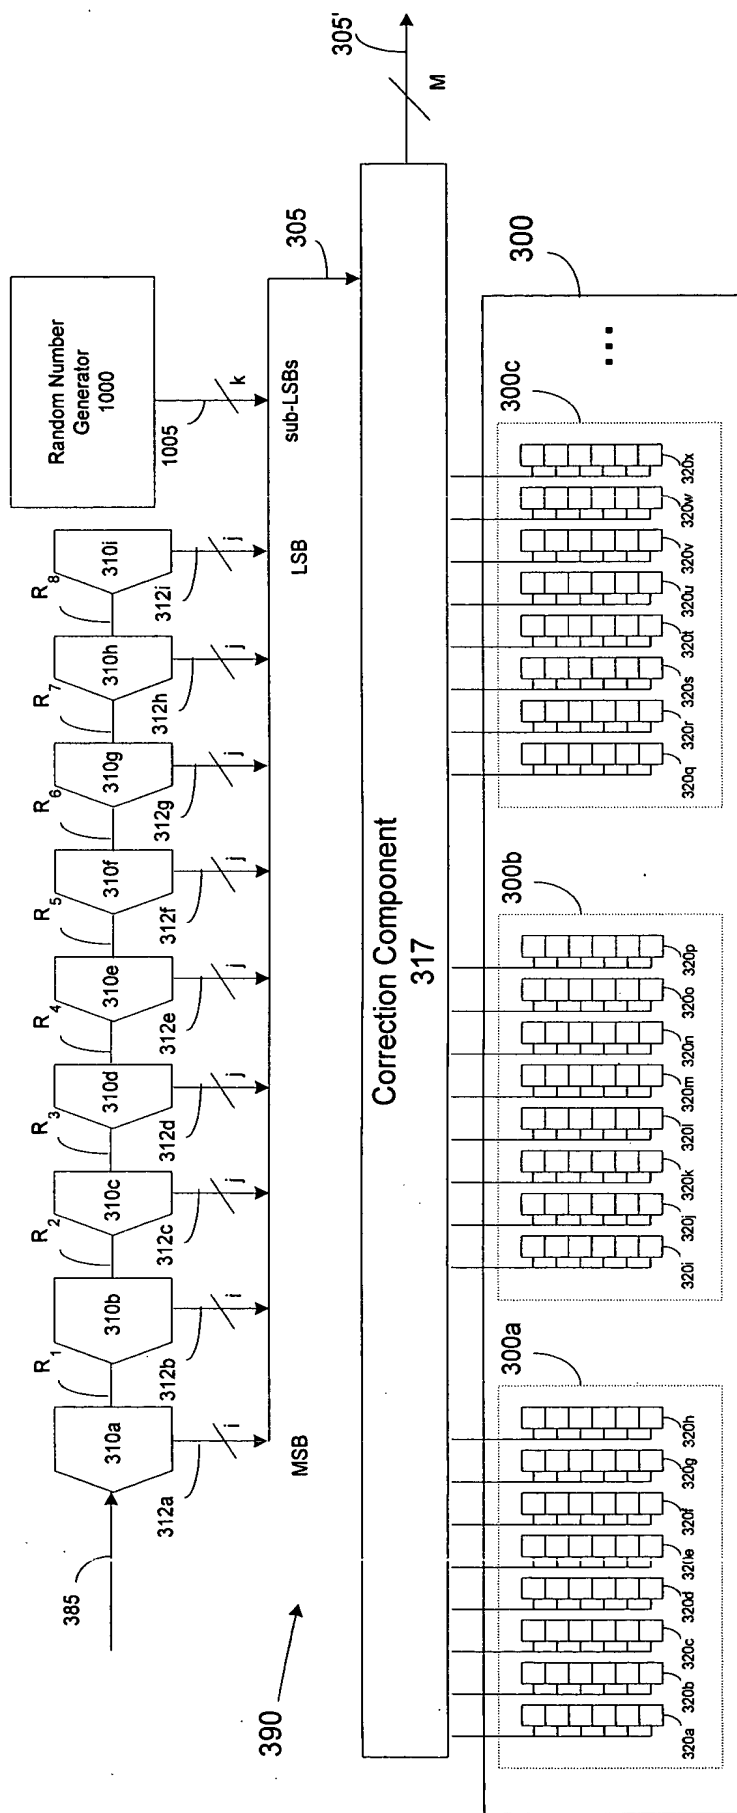 385
310a
R1
310b
R2
310c
R3
310d
R4
310e
R5
310f
R6
310g
R7
310h
R8
310i
Random Number
Generator
1000
312a
i
312b
i
312c
j
312d
j
312e
j
312f
j
312g
j
312h
j
312i
j
1005
k
MSB
LSB
sub-LSBs
305
390
Correction Component
317
305'
M
300a
300b
300c
300
...
320a
320b
320c
320d
320e
320f
320g
320h
320i
320j
320k
320l
320m
320n
320o
320p
320q
320r
320s
320t
320u
320v
320w
320x